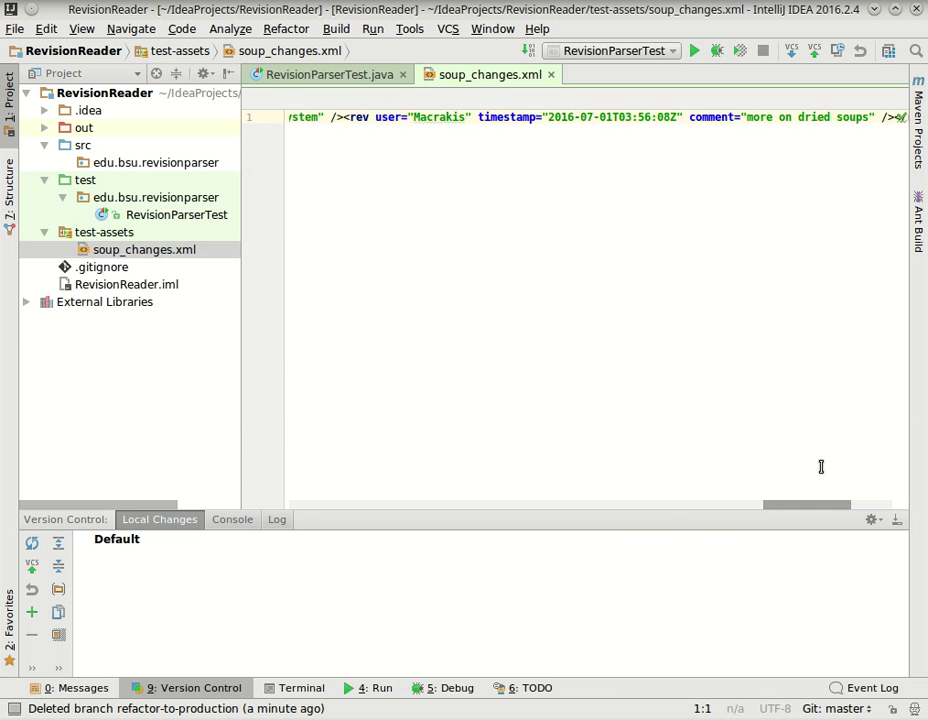 RevisionReader - [~/IdeaProjects/RevisionReader] - [RevisionReader] - ~/IdeaProjects/RevisionReader/test-assets/soup_changes.xml - IntelliJ IDEA 2016.2.4
File Edit View Navigate Code Analyze Refactor Build Run Tools VCS Window Help
RevisionReader test-assets soup_changes.xml RevisionParserTest VCS VCS
Project RevisionParserTest.java soup_changes.xml
1: Project
7: Structure
2: Favorites
RevisionReader ~/IdeaProjects/
.idea
out
src
edu.bsu.revisionparser
test
edu.bsu.revisionparser
RevisionParserTest
test-assets
soup_changes.xml
.gitignore
RevisionReader.iml
External Libraries
1 ystem" /><rev user="Macrakis" timestamp="2016-07-01T03:56:08Z" comment="more on dried soups" /><
Maven Projects
Ant Build
Version Control: Local Changes Console Log
Default
VCS
0: Messages 9: Version Control Terminal 4: Run 5: Debug 6: TODO Event Log
Deleted branch refactor-to-production (a minute ago) 1:1 n/a UTF-8 Git: master